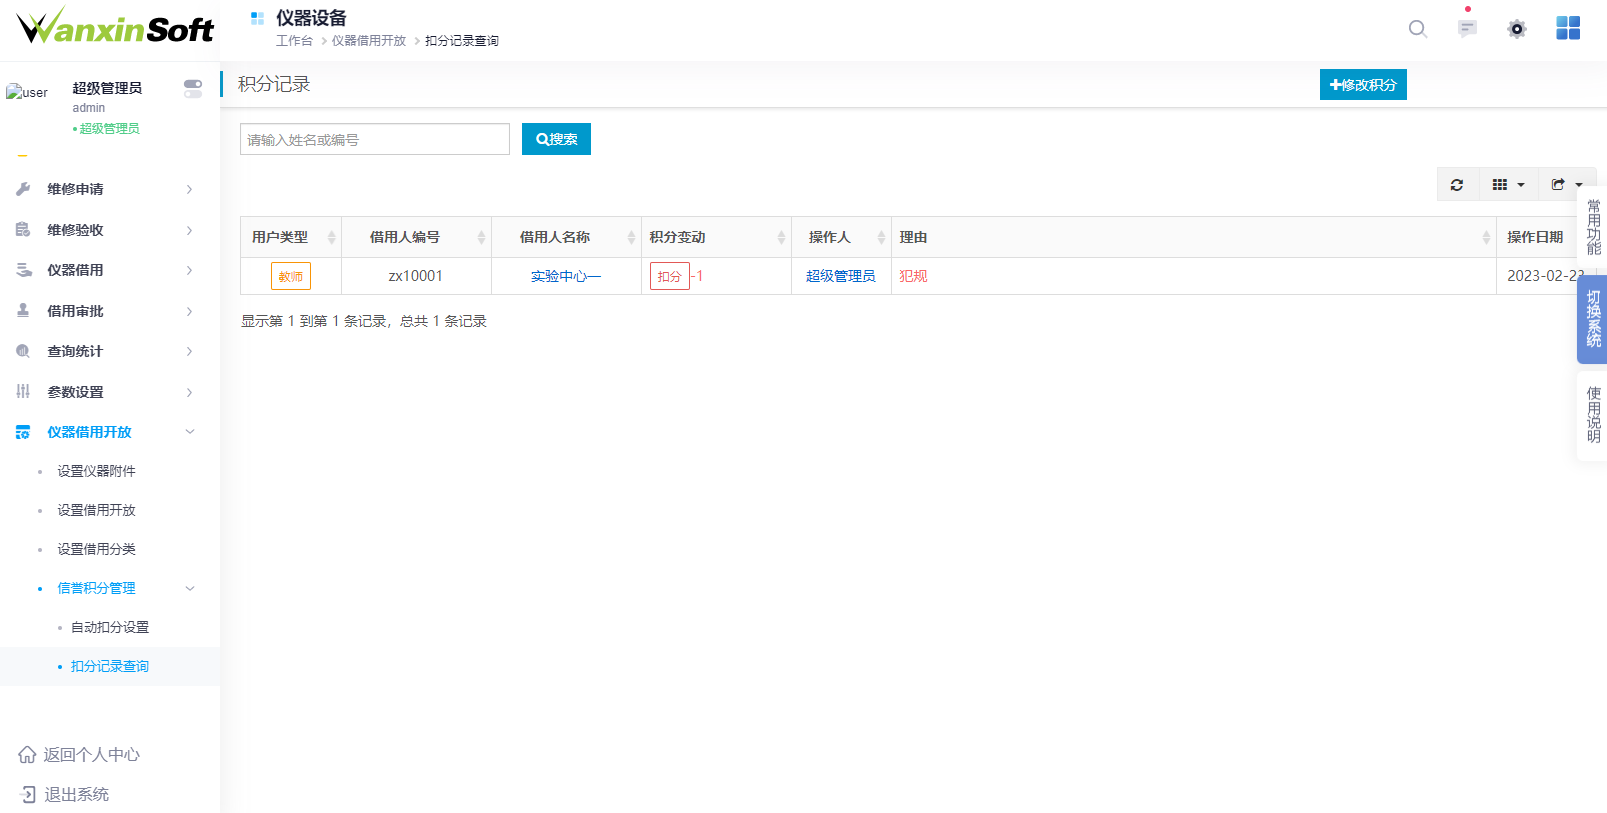 WanxinSoft
仪器设备
工作台 > 仪器借用开放 > 扣分记录查询
user
超级管理员
admin
超级管理员
维修申请
维修验收
仪器借用
借用审批
查询统计
参数设置
仪器借用开放
设置仪器附件
设置借用开放
设置借用分类
信誉积分管理
自动扣分设置
扣分记录查询
返回个人中心
退出系统
积分记录
修改积分
请输入姓名或编号
搜索
用户类型 借用人编号 借用人名称 积分变动 操作人 理由 操作日期
教师 zx10001 实验中心一 扣分 -1 超级管理员 犯规 2023-02-23
显示第 1 到第 1 条记录，总共 1 条记录
常用功能
切换系统
使用说明